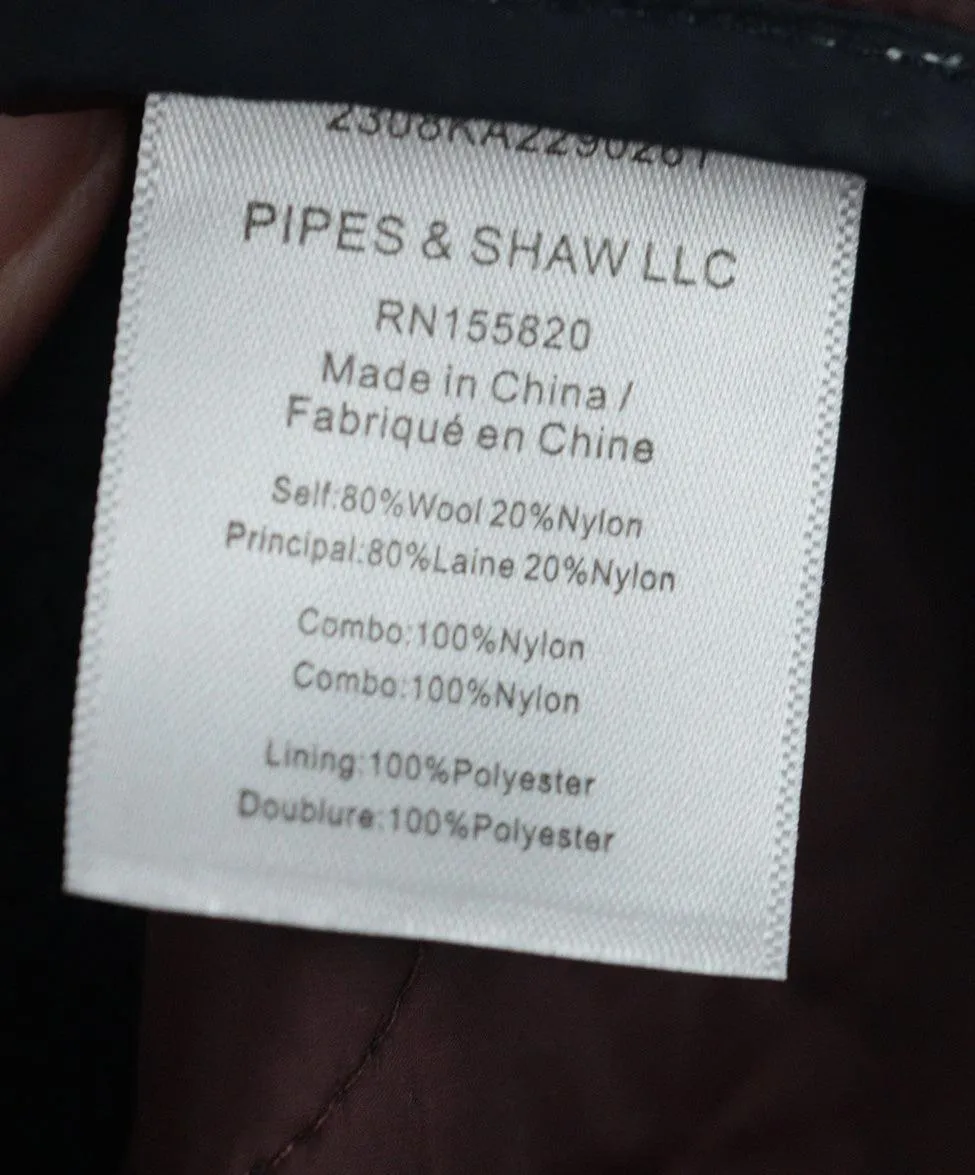 2308KA2290281
PIPES & SHAW LLC
RN155820
Made in China /
Fabriqué en Chine
Self:80%Wool 20%Nylon
Principal:80%Laine 20%Nylon
Combo:100%Nylon
Combo:100%Nylon
Lining:100%Polyester
Doublure:100%Polyester